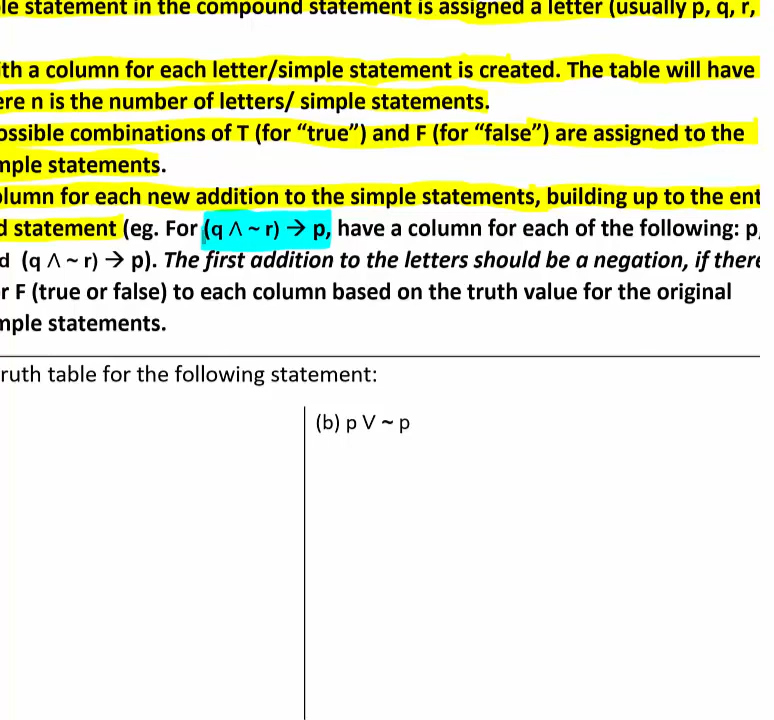 le statement in the compound statement is assigned a letter (usually p, q, r,
ith a column for each letter/simple statement is created. The table will have
ere n is the number of letters/ simple statements.
ossible combinations of T (for “true”) and F (for “false”) are assigned to the
mple statements.
olumn for each new addition to the simple statements, building up to the ent
d statement (eg. For (q ∧ ~ r) → p, have a column for each of the following: p,
d (q ∧ ~ r) → p). The first addition to the letters should be a negation, if there
r F (true or false) to each column based on the truth value for the original
mple statements.
ruth table for the following statement:
(b) p V ~ p